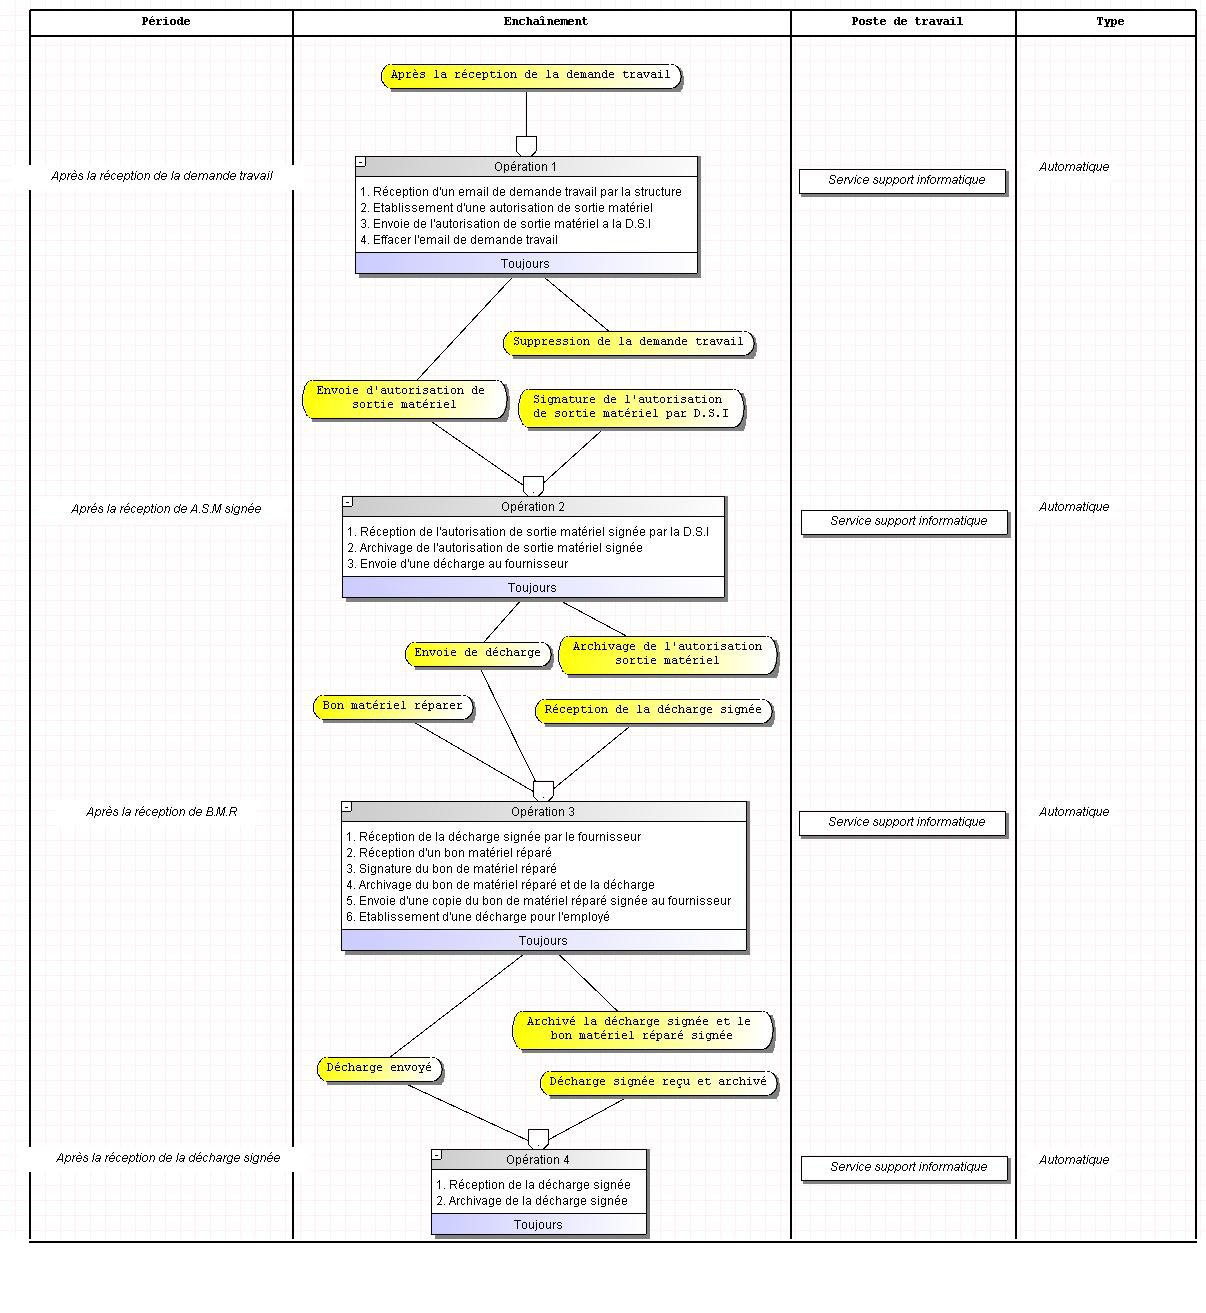 Période
Enchaînement
Poste de travail
Type
Après la réception de la demande travail
Opération 1
Après la réception de la demande travail
1. Réception d'un email de demande travail par la structure
2. Etablissement d'une autorisation de sortie matériel
3. Envoie de l'autorisation de sortie matériel a la D.S.I
4. Effacer l'email de demande travail
Toujours
Service support informatique
Automatique
Suppression de la demande travail
Envoie d'autorisation de
sortie matériel
Signature de l'autorisation
de sortie matériel par D.S.I
Après la réception de A.S.M signée
Opération 2
1. Réception de l'autorisation de sortie matériel signée par la D.S.I
2. Archivage de l'autorisation de sortie matériel signée
3. Envoie d'une décharge au fournisseur
Toujours
Service support informatique
Automatique
Envoie de décharge
Archivage de l'autorisation
sortie matériel
Bon matériel réparer
Réception de la décharge signée
Après la réception de B.M.R
Opération 3
1. Réception de la décharge signée par le fournisseur
2. Réception d'un bon matériel réparé
3. Signature du bon de matériel réparé
4. Archivage du bon de matériel réparé et de la décharge
5. Envoie d'une copie du bon de matériel réparé signée au fournisseur
6. Etablissement d'une décharge pour l'employé
Toujours
Service support informatique
Automatique
Archivé la décharge signée et le
bon matériel réparé signée
Décharge envoyé
Décharge signée reçu et archivé
Après la réception de la décharge signée
Opération 4
1. Réception de la décharge signée
2. Archivage de la décharge signée
Toujours
Service support informatique
Automatique